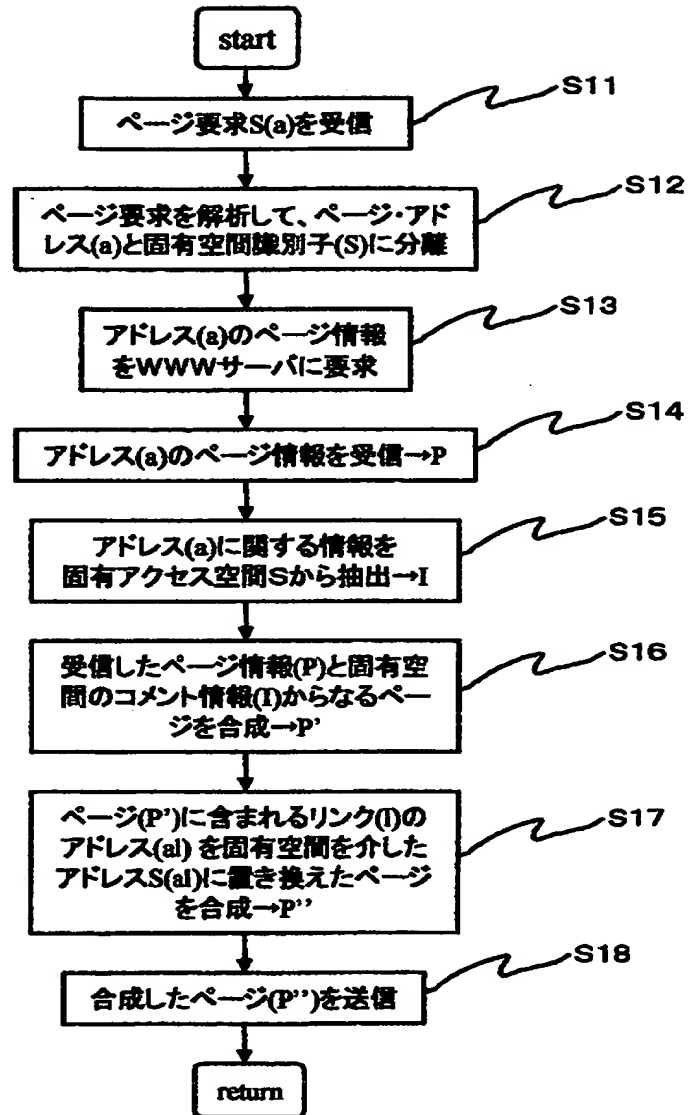 start
S11
ページ要求S(a)を受信
S12
ページ要求を解析して、ページ・アド
レス(a)と固有空間識別子(S)に分離
S13
アドレス(a)のページ情報
をWWWサーバに要求
S14
アドレス(a)のページ情報を受信→P
S15
アドレス(a)に関する情報を
固有アクセス空間Sから抽出→I
S16
受信したページ情報(P)と固有空
間のコメント情報(I)からなるペー
ジを合成→P'
S17
ページ(P')に含まれるリンク(l)の
アドレス(al) を固有空間を介した
アドレスS(al)に置き換えたページ
を合成→P''
S18
合成したページ(P'')を送信
return